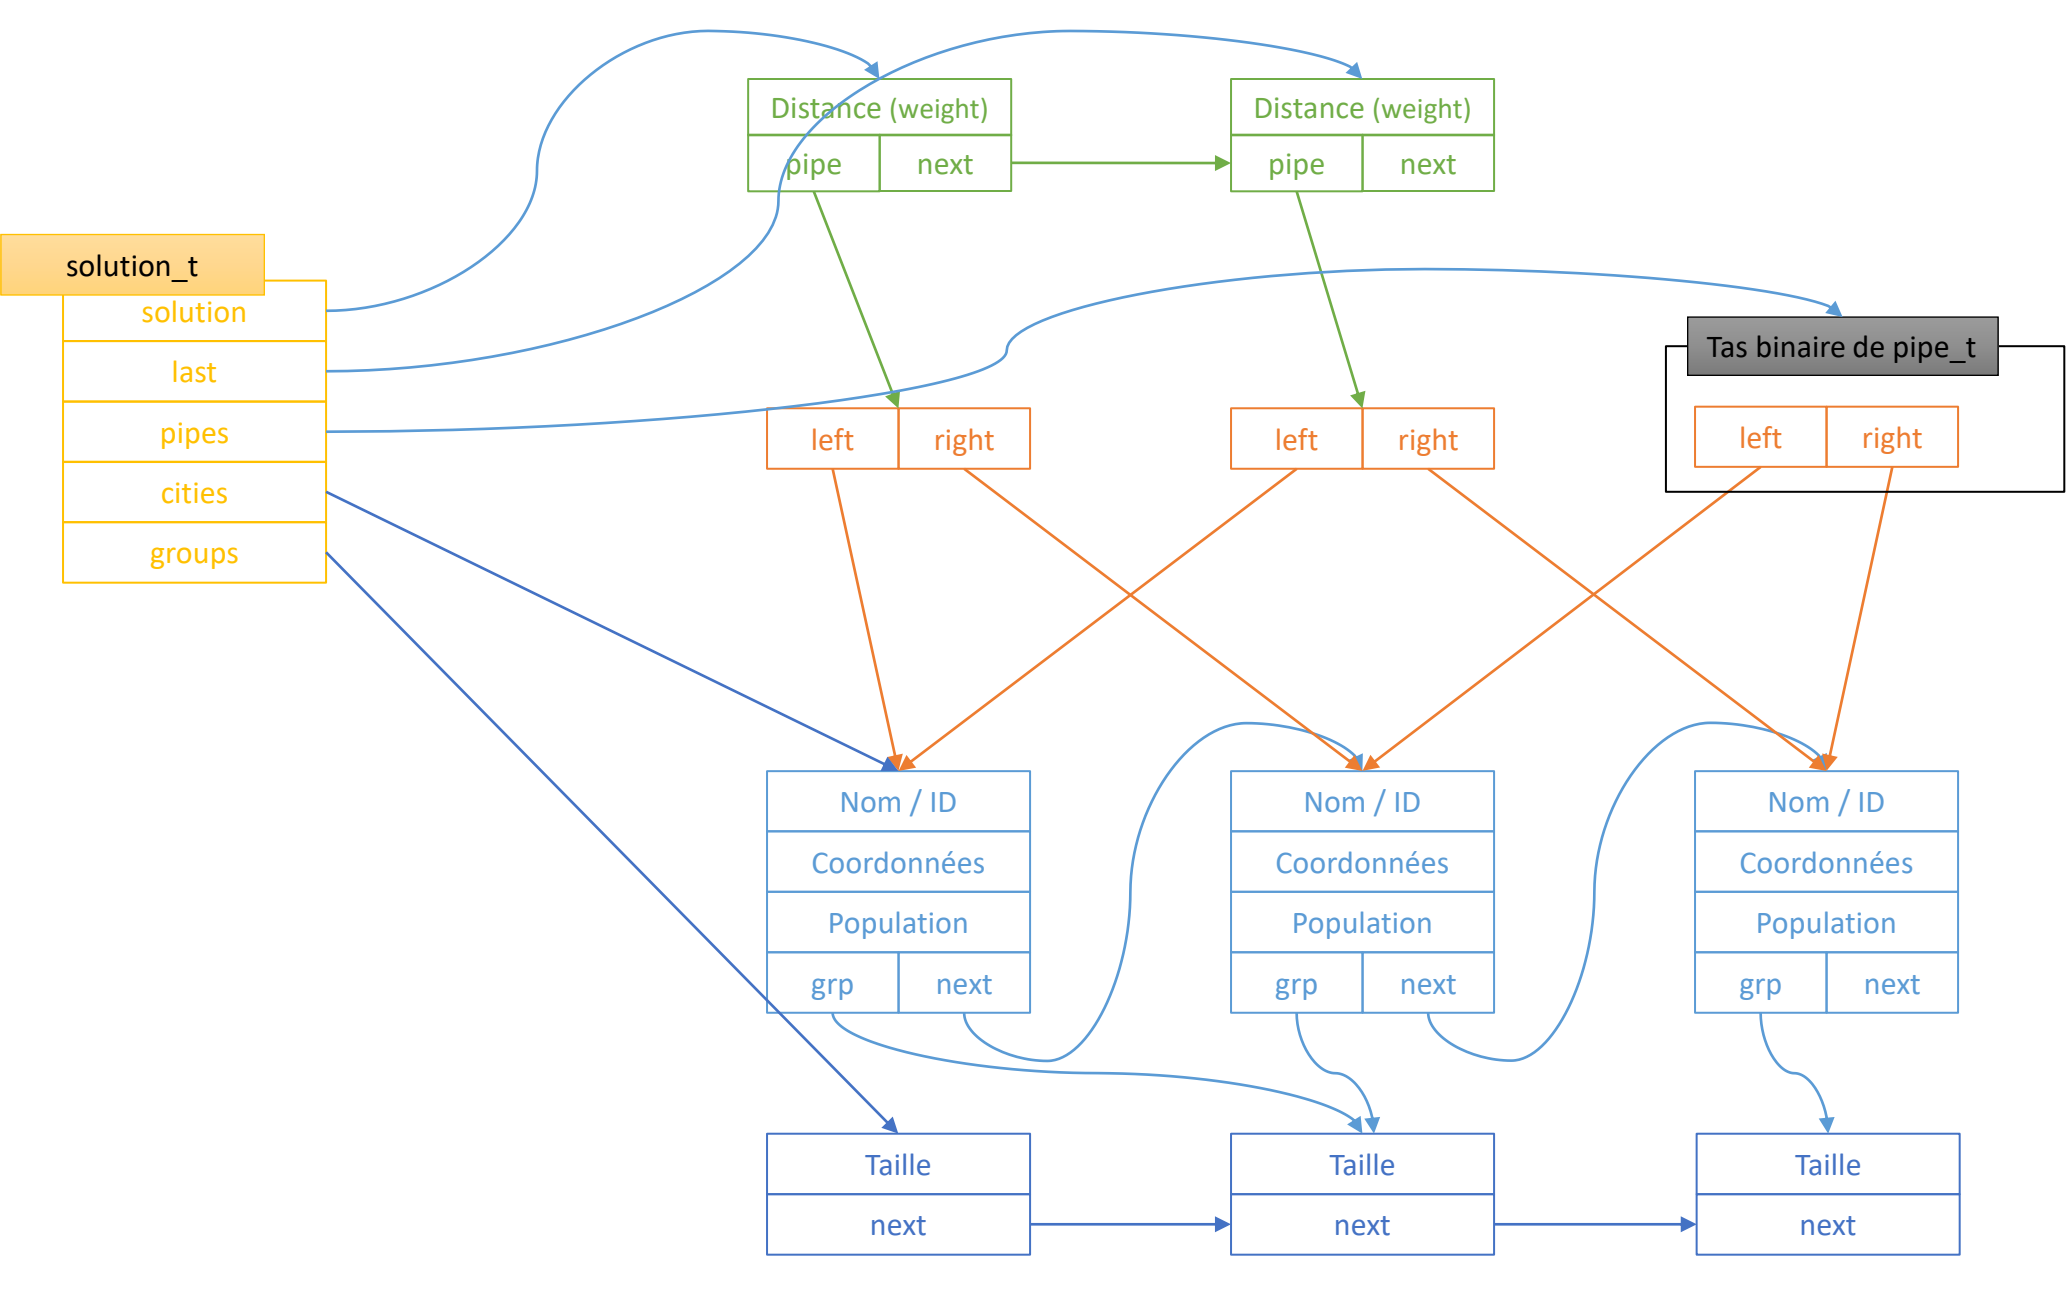 Distance (weight)
Distance (weight)
pipe
next
pipe
next
solution_t
solution
last
pipes
cities
groups
Tas binaire de pipe_t
left
right
left
right
left
right
Nom / ID
Nom / ID
Nom / ID
Coordonnées
Coordonnées
Coordonnées
Population
Population
Population
grp
next
grp
next
grp
next
Taille
Taille
Taille
next
next
next